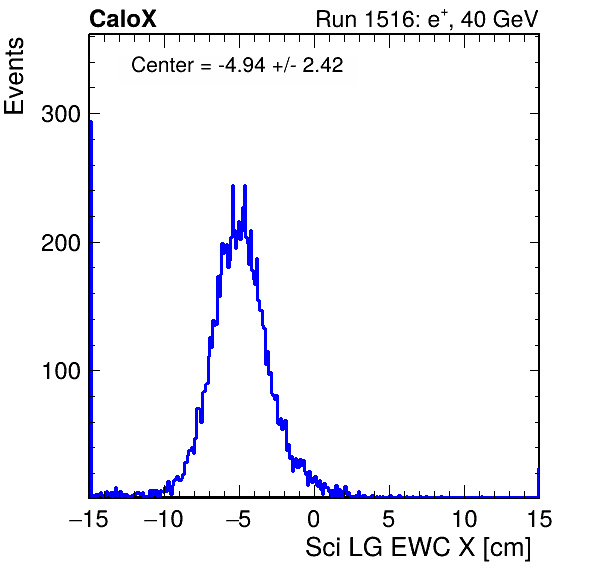 CaloX Run 1516: e⁺, 40 GeV
Center = -4.94 +/- 2.42
Events
300
200
100
−15 −10 −5 0 5 10 15
Sci LG EWC X [cm]